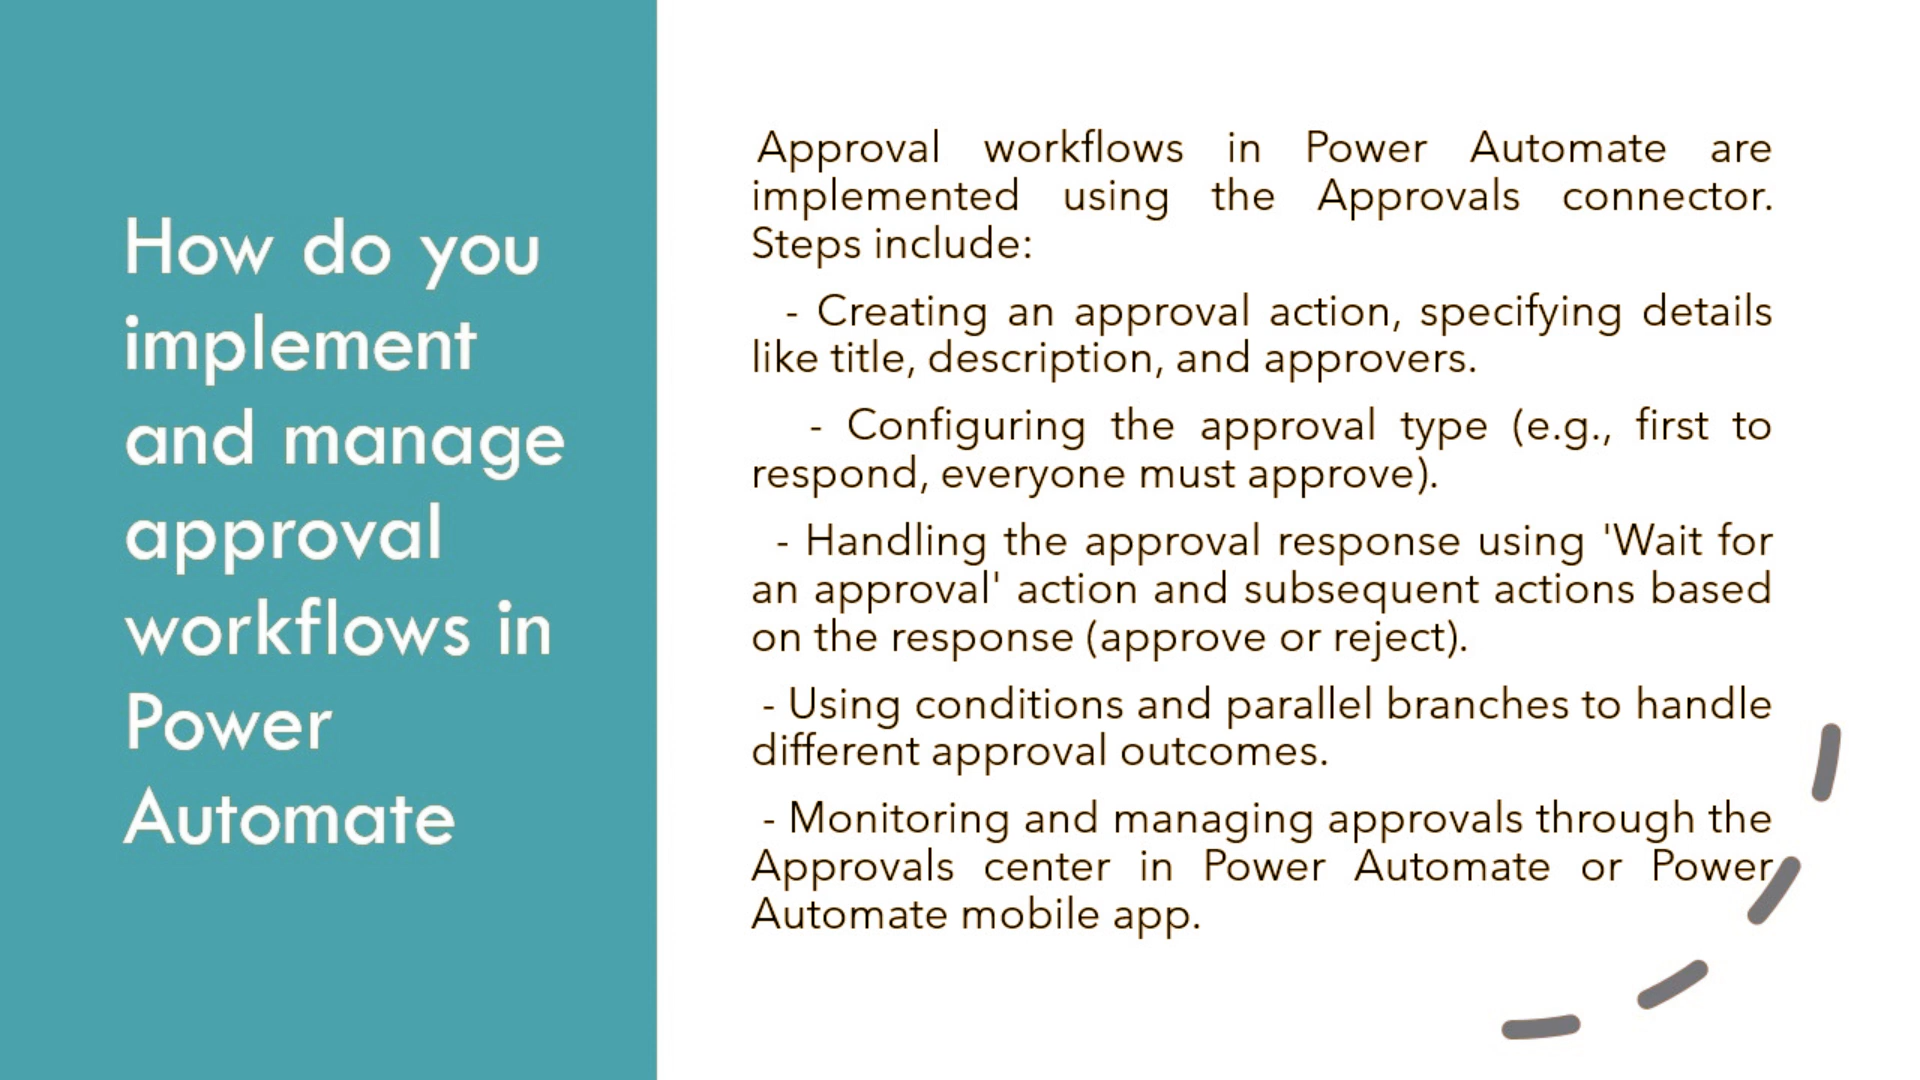 How do you
implement
and manage
approval
workflows in
Power
Automate
Approval workflows in Power Automate are
implemented using the Approvals connector.
Steps include:
- Creating an approval action, specifying details
like title, description, and approvers.
- Configuring the approval type (e.g., first to
respond, everyone must approve).
- Handling the approval response using 'Wait for
an approval' action and subsequent actions based
on the response (approve or reject).
- Using conditions and parallel branches to handle
different approval outcomes.
- Monitoring and managing approvals through the
Approvals center in Power Automate or Power
Automate mobile app.